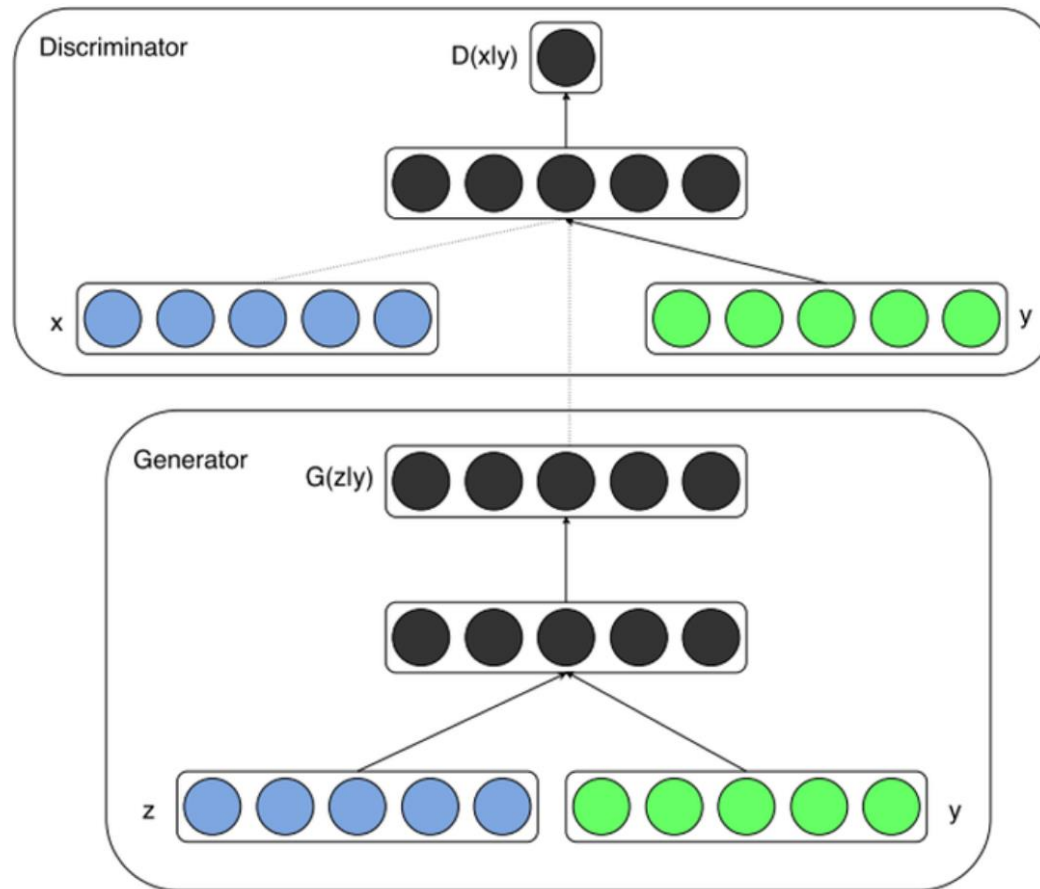 Discriminator
D(x|y)
x
y
Generator
G(z|y)
z
y